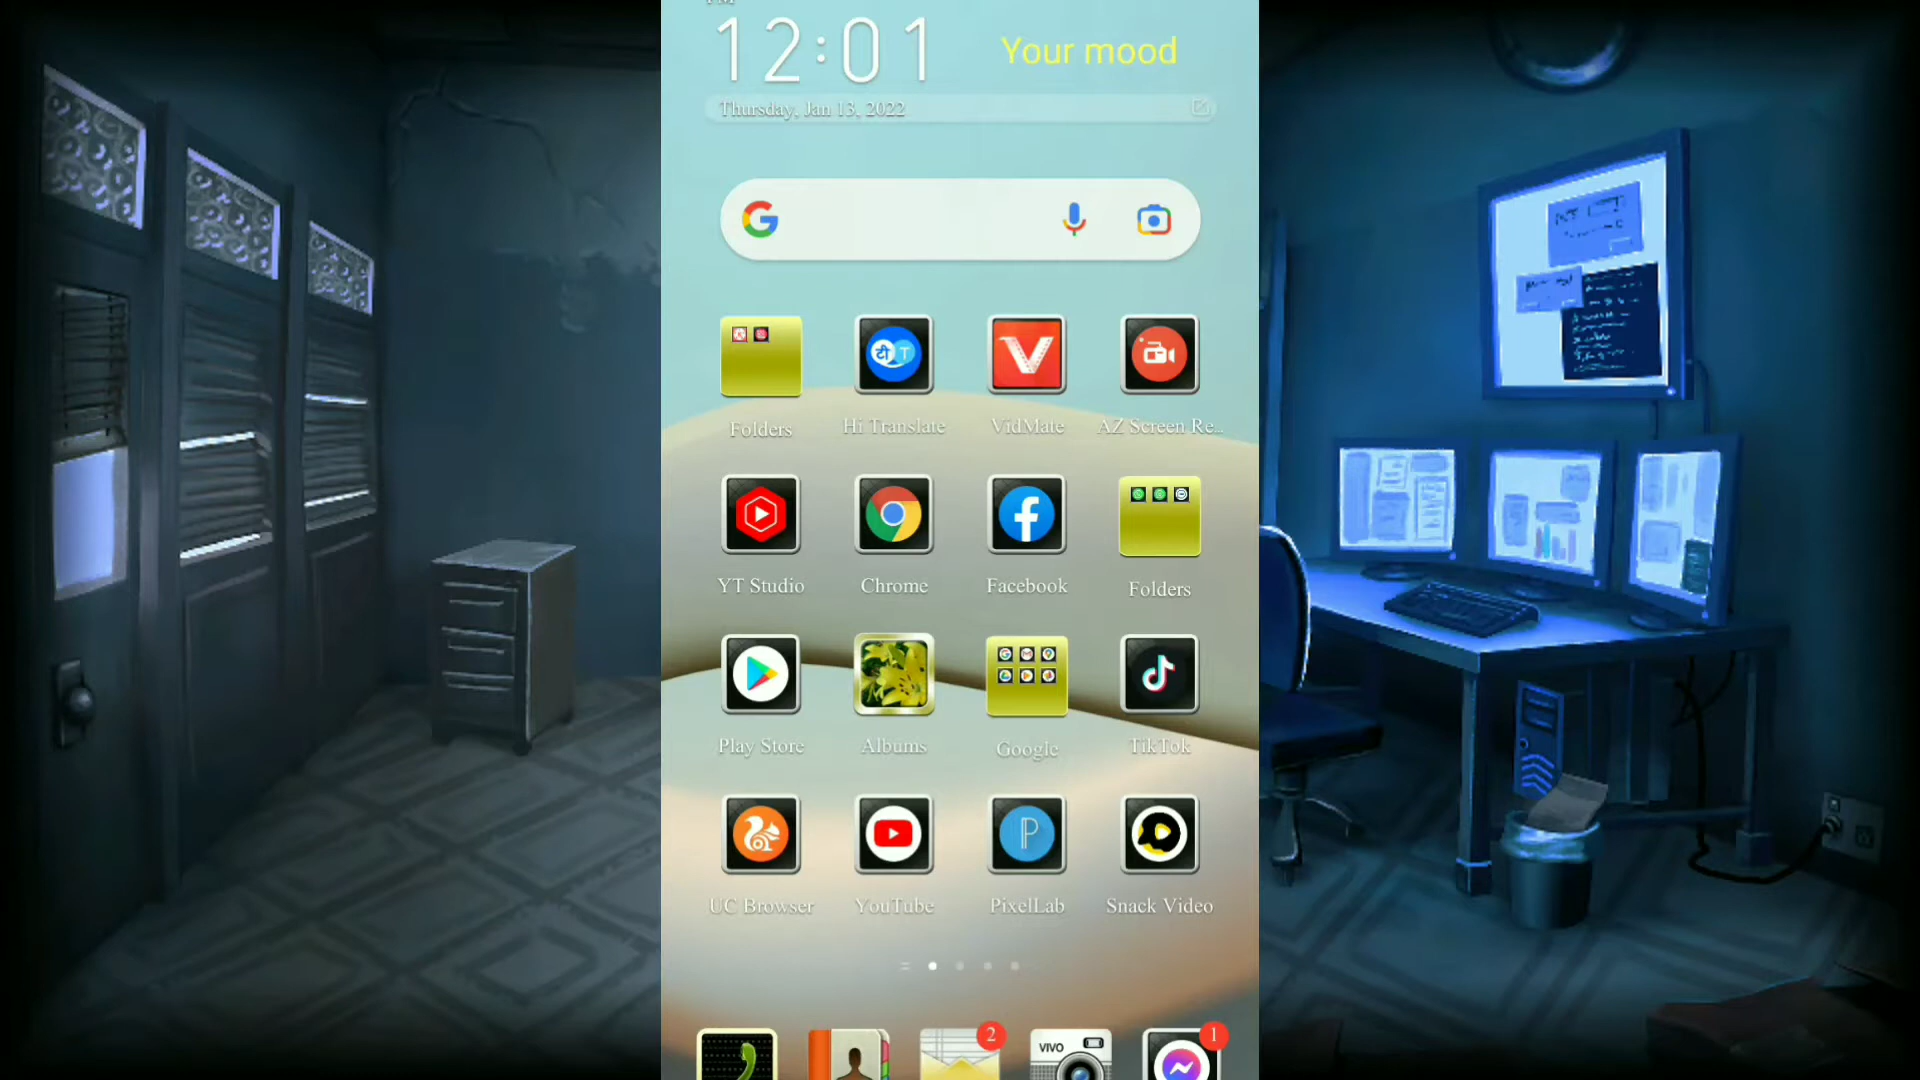 12:01
Your mood
Thursday, Jan 13, 2022
Folders
Hi Translate
VidMate
AZ Screen Re...
YT Studio
Chrome
Facebook
Folders
Play Store
Albums
Google
TikTok
UC Browser
YouTube
PixelLab
Snack Video
2
VIVO
1